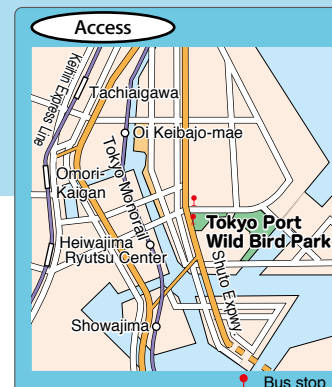 Access
Keihin Express Line
Tachiaigawa
Oi Keibajo-mae
Tokyo Monorail
Omori-
Kaigan
Tokyo Port
Wild Bird Park
Heiwajima
Ryutsu Center
Shuto Expwy
Showajima
Bus stop